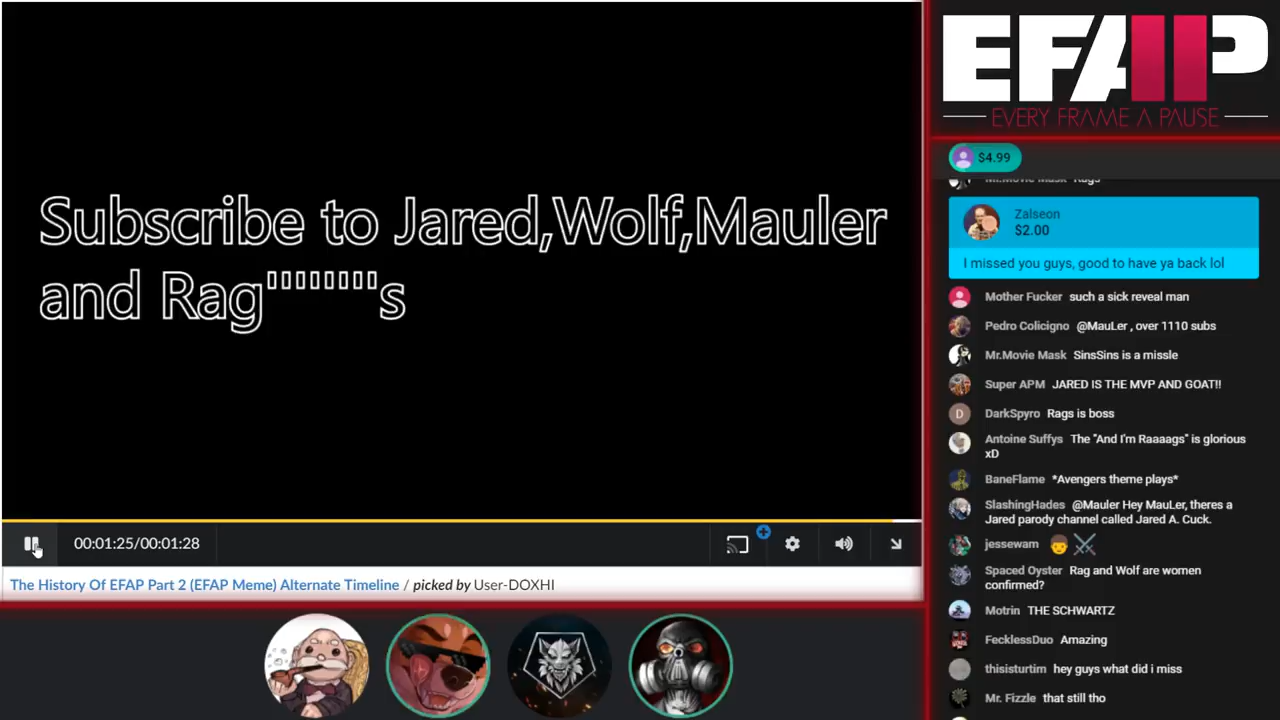 Subscribe to Jared,Wolf,Mauler
and Rag"""""s
00:01:25/00:01:28
The History Of EFAP Part 2 (EFAP Meme) Alternate Timeline / picked by User-DOXHI
EFAP
EVERY FRAME A PAUSE
$4.99
Mr.Movie Mask Rags
Zalseon
$2.00
I missed you guys, good to have ya back lol
Mother Fucker such a sick reveal man
Pedro Colicigno @MauLer , over 1110 subs
Mr.Movie Mask SinsSins is a missle
Super APM JARED IS THE MVP AND GOAT!!
D
DarkSpyro Rags is boss
Antoine Suffys The "And I'm Raaaags" is glorious
xD
BaneFlame *Avengers theme plays*
SlashingHades @Mauler Hey MauLer, theres a
Jared parody channel called Jared A. Cuck.
jessewam 👨 ⚔️
Spaced Oyster Rag and Wolf are women
confirmed?
Motrin THE SCHWARTZ
FecklessDuo Amazing
thisisturtim hey guys what did i miss
Mr. Fizzle that still tho